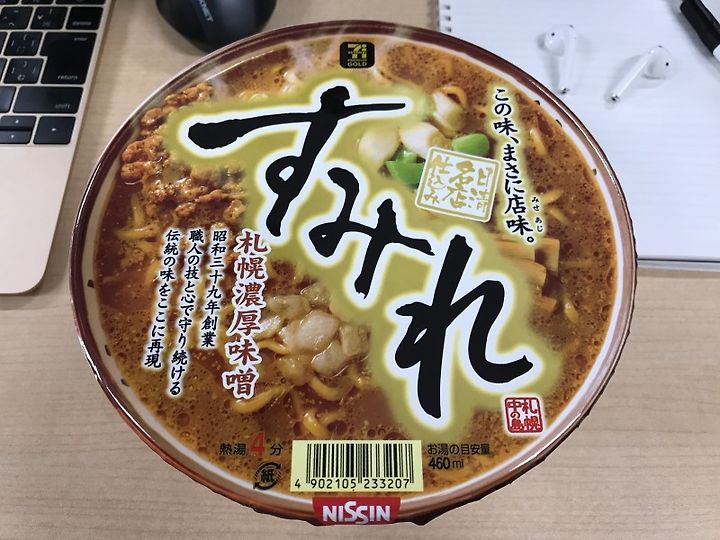 GOLD
この味、まさに店味。
みせ あじ
日清
名店
仕込み
すみれ
札幌濃厚味噌
昭和三十九年創業
職人の技と心で守り続ける
伝統の味をここに再現
札幌
中の島
熱湯4分
お湯の目安量
460ml
紙
4 902105 233207
NISSIN
return
shift